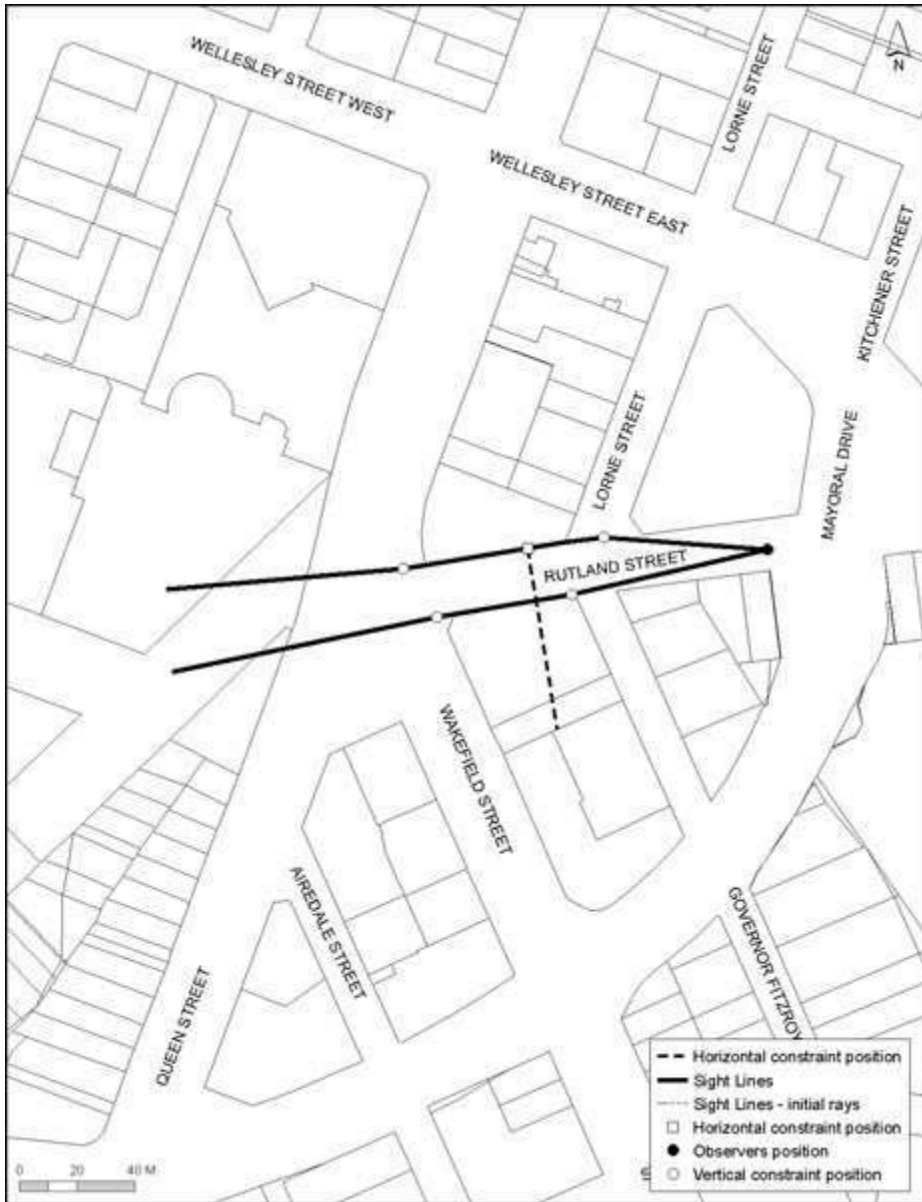 WELLESLEY STREET WEST
LORNE STREET
N
WELLESLEY STREET EAST
KITCHENER STREET
LORNE STREET
MAYORAL DRIVE
RUTLAND STREET
WAKEFIELD STREET
AIREDALE STREET
GOVERNOR FITZROY
QUEEN STREET
Horizontal constraint position
Sight Lines
Sight Lines - initial rays
Horizontal constraint position
Observers position
Vertical constraint position
0 20 40 M